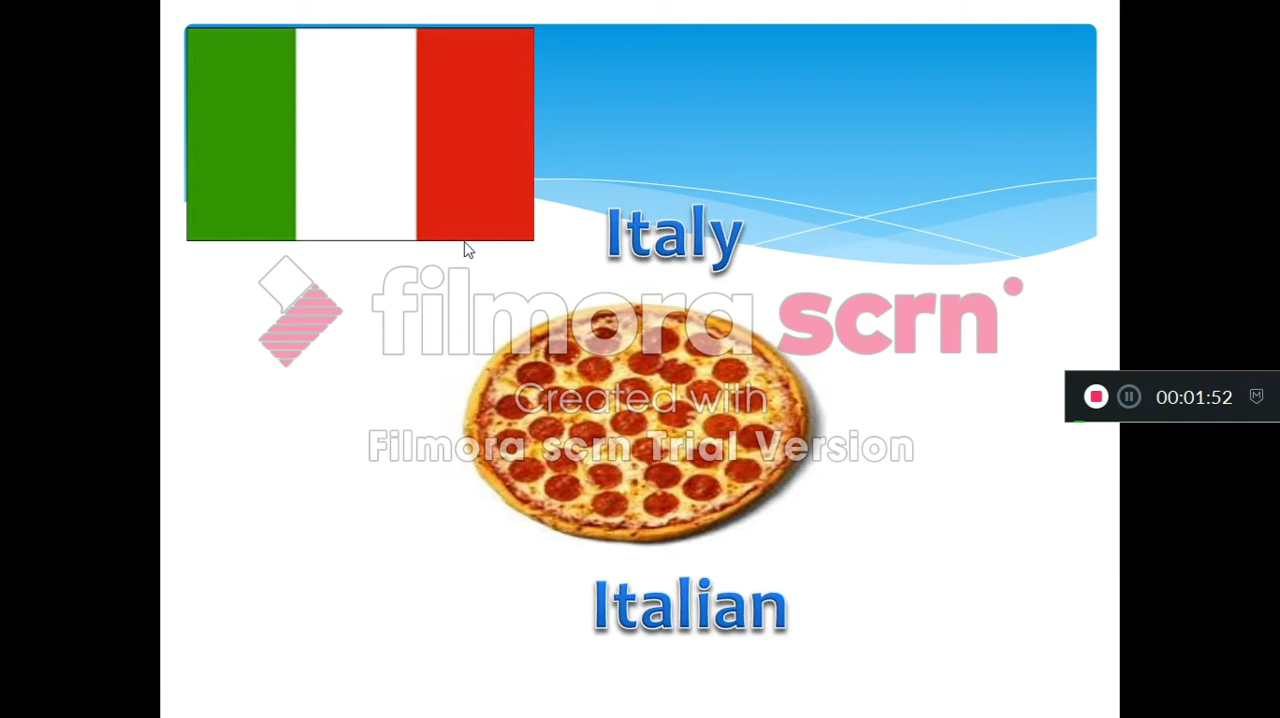 Italy
filmora scrn
Created with
Filmora scrn Trial Version
00:01:52
Italian